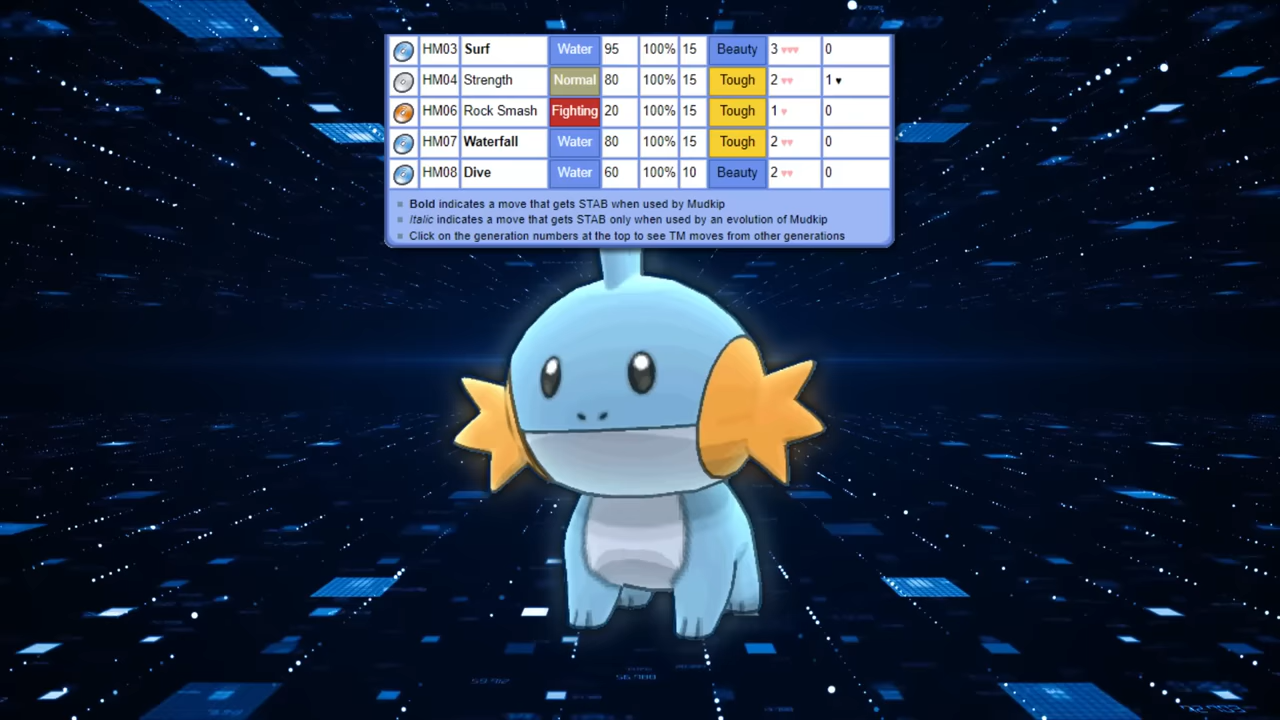 HM03 Surf Water 95 100% 15 Beauty 3 ♥♥♥ 0
HM04 Strength Normal 80 100% 15 Tough 2 ♥♥ 1 ♥
HM06 Rock Smash Fighting 20 100% 15 Tough 1 ♥ 0
HM07 Waterfall Water 80 100% 15 Tough 2 ♥♥ 0
HM08 Dive Water 60 100% 10 Beauty 2 ♥♥ 0
Bold indicates a move that gets STAB when used by Mudkip
Italic indicates a move that gets STAB only when used by an evolution of Mudkip
Click on the generation numbers at the top to see TM moves from other generations